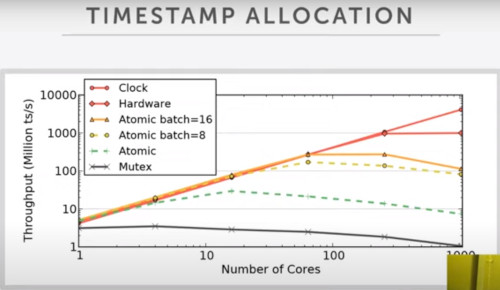 TIMESTAMP ALLOCATION
Throughput (Million ts/s)
10000
1000
100
10
1
Clock
Hardware
Atomic batch=16
Atomic batch=8
Atomic
Mutex
1
10
100
1000
Number of Cores